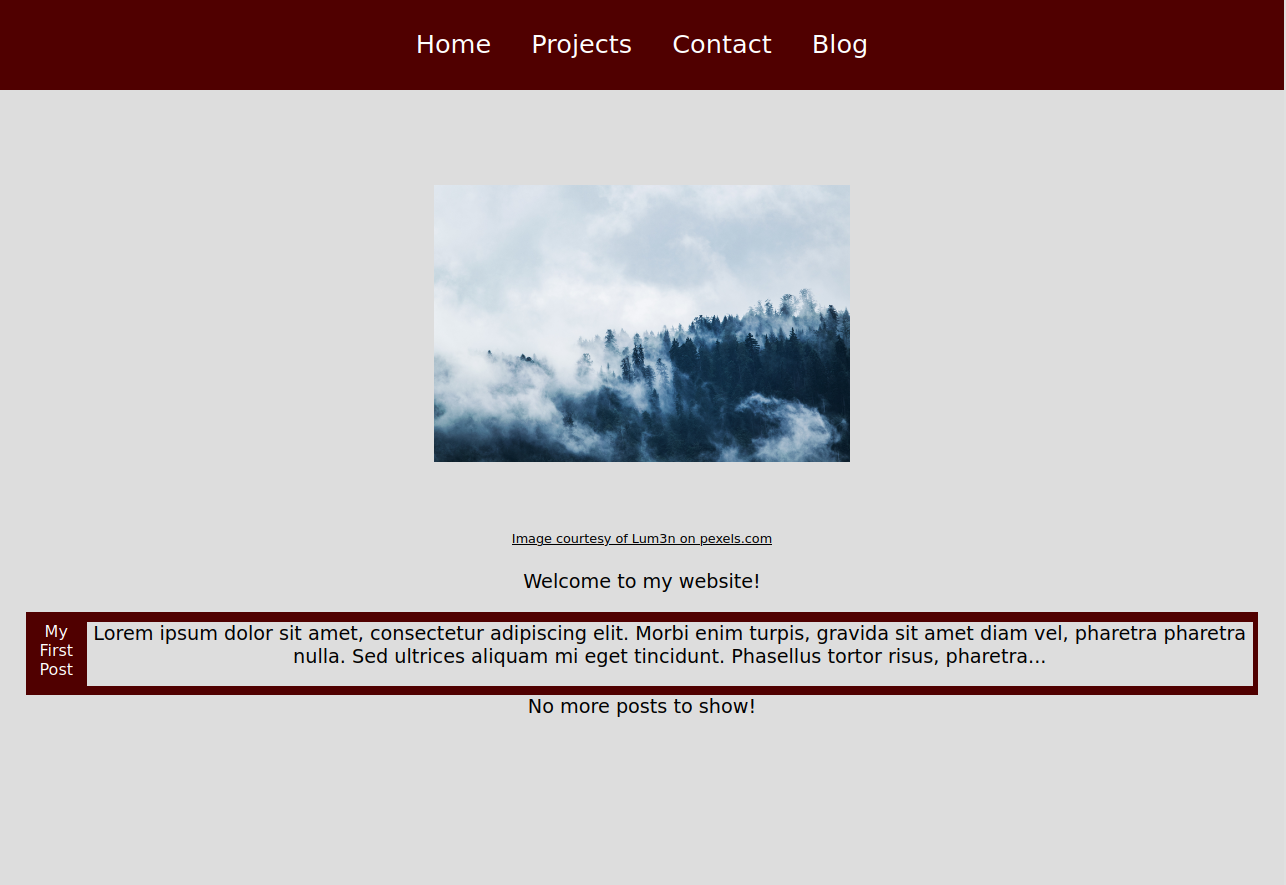 Home Projects Contact Blog
Image courtesy of Lum3n on pexels.com
Welcome to my website!
My
First
Post
Lorem ipsum dolor sit amet, consectetur adipiscing elit. Morbi enim turpis, gravida sit amet diam vel, pharetra pharetra
nulla. Sed ultrices aliquam mi eget tincidunt. Phasellus tortor risus, pharetra...
No more posts to show!